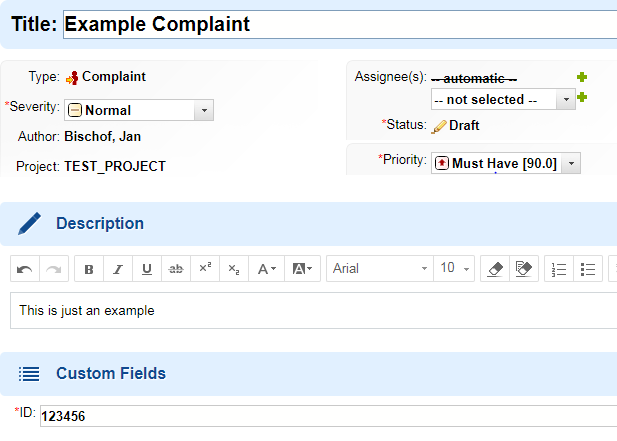 Title: Example Complaint
Type: Complaint
Assignee(s): -- automatic --
-- not selected --
*Severity: Normal
*Status: Draft
Author: Bischof, Jan
Project: TEST_PROJECT
*Priority: Must Have [90.0]
Description
B I U ab x² x₂ A A Arial 10
This is just an example
Custom Fields
*ID: 123456